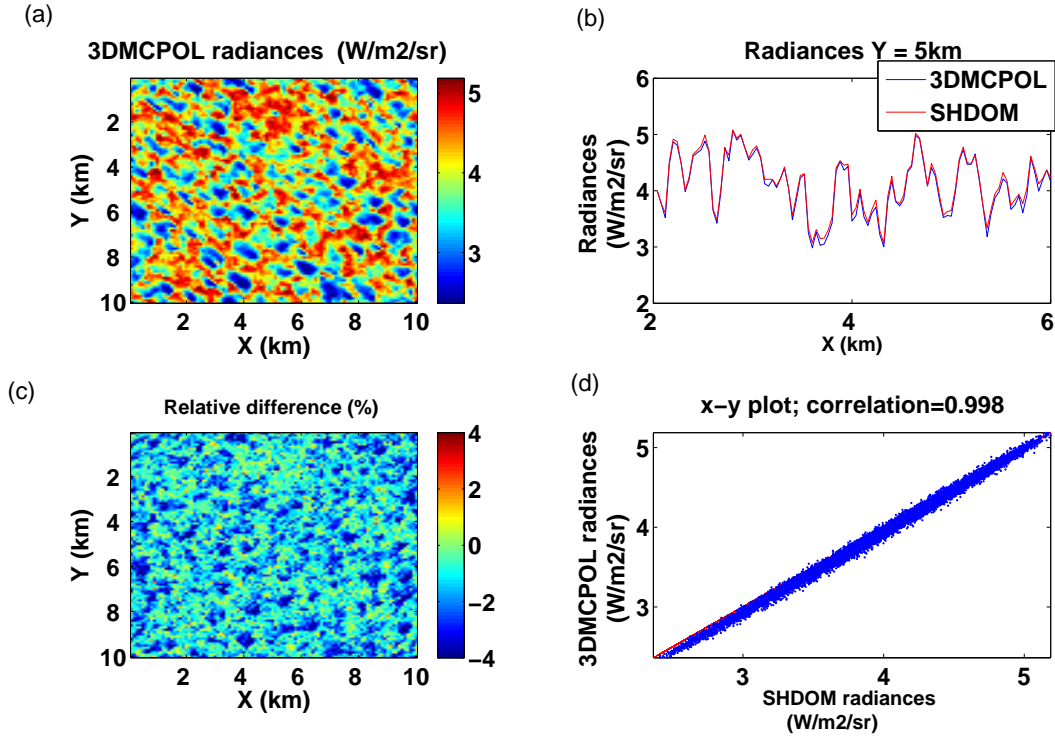 (a)
3DMCPOL radiances (W/m2/sr)
2
4
6
8
10
Y (km)
2
4
6
8
10
X (km)
5
4
3
(b)
Radiances Y = 5km
3DMCPOL
SHDOM
6
5
4
3
2
Radiances
(W/m2/sr)
2
4
6
X (km)
(c)
Relative difference (%)
2
4
6
8
10
Y (km)
0
2
4
6
8
10
X (km)
4
2
0
−2
−4
(d)
x−y plot; correlation=0.998
5
4
3
3DMCPOL radiances
(W/m2/sr)
3
4
5
SHDOM radiances
(W/m2/sr)